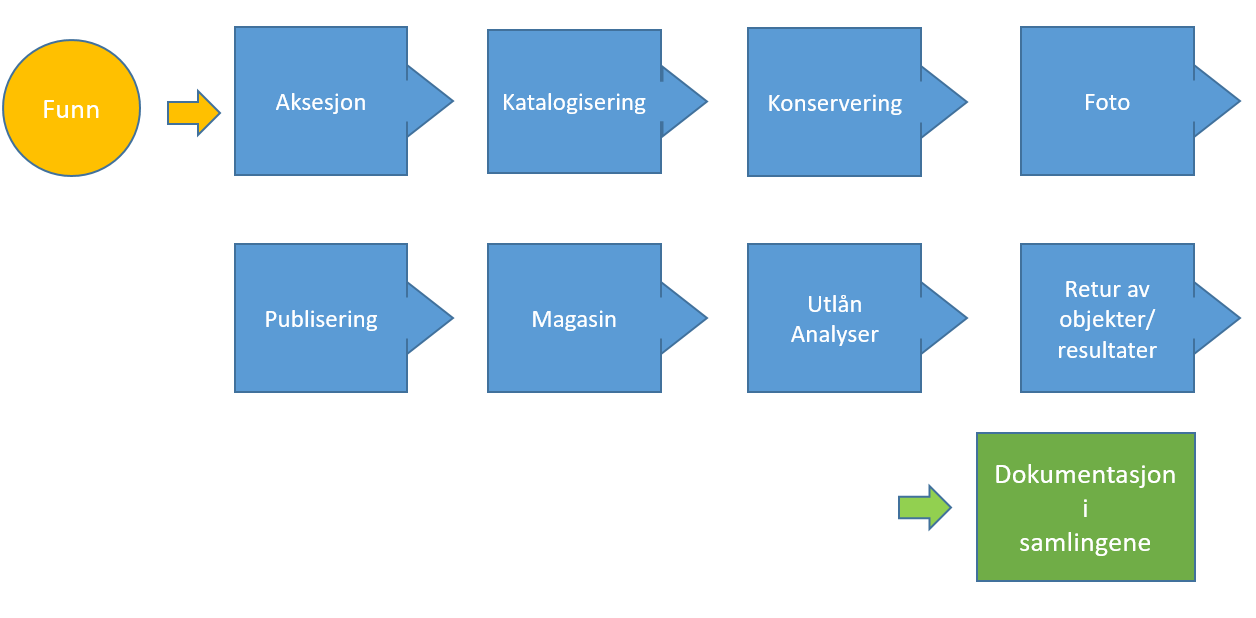 Funn
Aksesjon
Katalogisering
Konservering
Foto
Publisering
Magasin
Utlån
Analyser
Retur av
objekter/
resultater
Dokumentasjon
i
samlingene